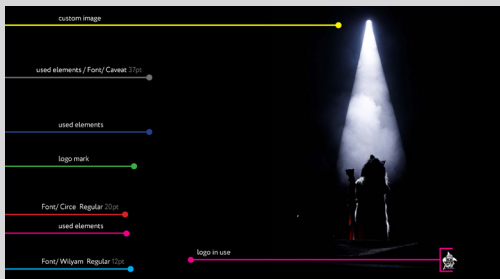 custom image
used elements / Font/ Caveat 37pt
used elements
logo mark
Font/ Circe Regular 20pt
used elements
logo in use
Font/ Wilyam Regular 12pt